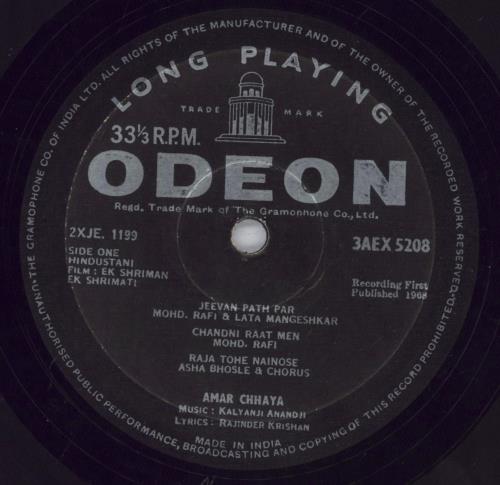 THE GRAMOPHONE CO. OF INDIA LTD. ALL RIGHTS OF THE MANUFACTURER AND OF THE OWNER OF THE RECORDED WORK RESERVED. UNAUTHORISED PUBLIC PERFORMANCE, BROADCASTING AND COPYING OF THIS RECORD PROHIBITED.
LONG PLAYING
TRADE MARK
33⅓ R.P.M.
ODEON
Regd. Trade Mark of The Gramophone Co., Ltd.
2XJE. 1199
3AEX 5208
SIDE ONE
HINDUSTANI
FILM : EK SHRIMAN
EK SHRIMATI
Recording First
Published 1968
JEEVAN PATH PAR
MOHD. RAFI & LATA MANGESHKAR
CHANDNI RAAT MEN
MOHD. RAFI
RAJA TOHE NAINOSE
ASHA BHOSLE & CHORUS
AMAR CHHAYA
MUSIC : KALYANJI ANANDJI
LYRICS : RAJINDER KRISHAN
MADE IN INDIA